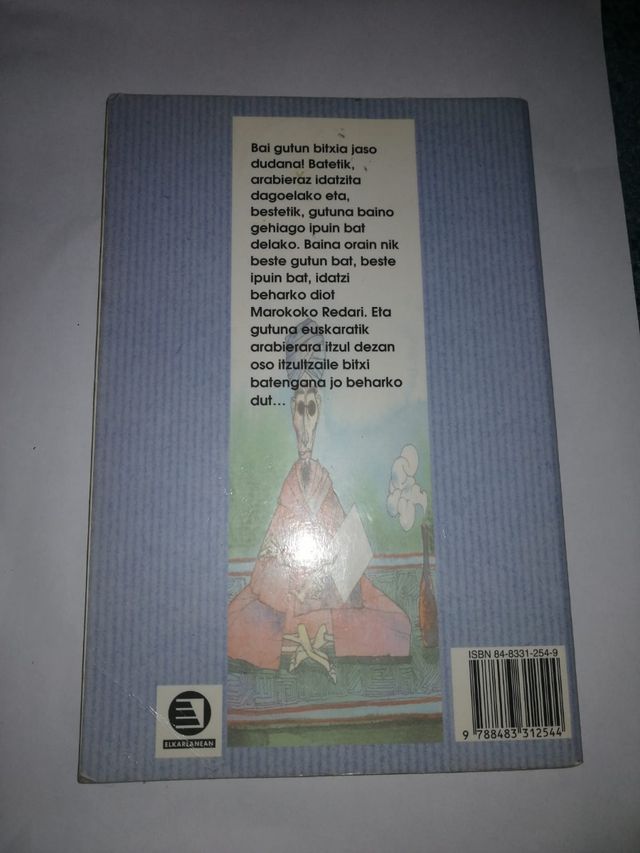 Bai gutun bitxia jaso
dudana! Batetik,
arabieraz idatzita
dagoelako eta,
bestetik, gutuna baino
gehiago ipuin bat
delako. Baina orain nik
beste gutun bat, beste
ipuin bat, idatzi
beharko diot
Marokoko Redari. Eta
gutuna euskaratik
arabierara itzul dezan
oso itzultzaile bitxi
batengana jo beharko
dut...
ISBN 84-8331-254-9
9 788483 312544
ELKARLANEAN